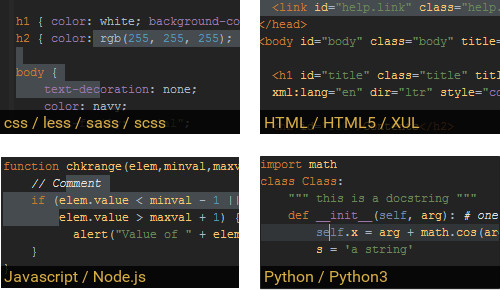 h1 { color: white; background-co
h2 { color: rgb(255, 255, 255);
}
body {
text-decoration: none;
color: navy;
css / less / sass / scss
<link id="help.link" class="help.
</head>
<body id="body" class="body" title=
<h1 id="title" class="title" titl
xml:lang="en" dir="ltr" style="co
HTML / HTML5 / XUL
function chkrange(elem,minval,maxv
// Comment
if (elem.value < minval - 1 ||
elem.value > maxval + 1) {
alert("Value of " + elem
}
Javascript / Node.js
import math
class Class:
""" this is a docstring """
def __init__(self, arg): # one
self.x = arg + math.cos(ar
s = 'a string'
Python / Python3